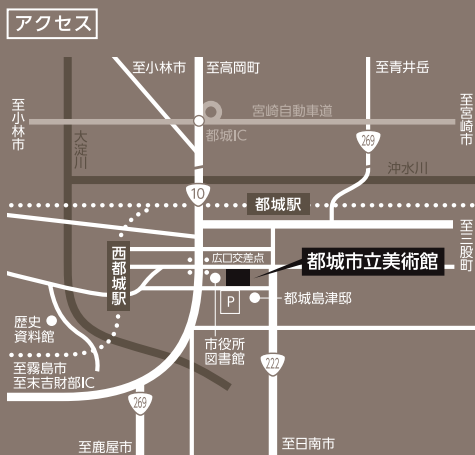 アクセス
至小林市
至高岡町
至青井岳
至小林市
宮崎自動車道
至宮崎市
都城IC
大淀川
269
沖水川
10
都城駅
至三股町
西都城駅
広口交差点
都城市立美術館
P
都城島津邸
歴史
資料館
市役所
図書館
至霧島市
至末吉財部IC
222
269
至鹿屋市
至日南市